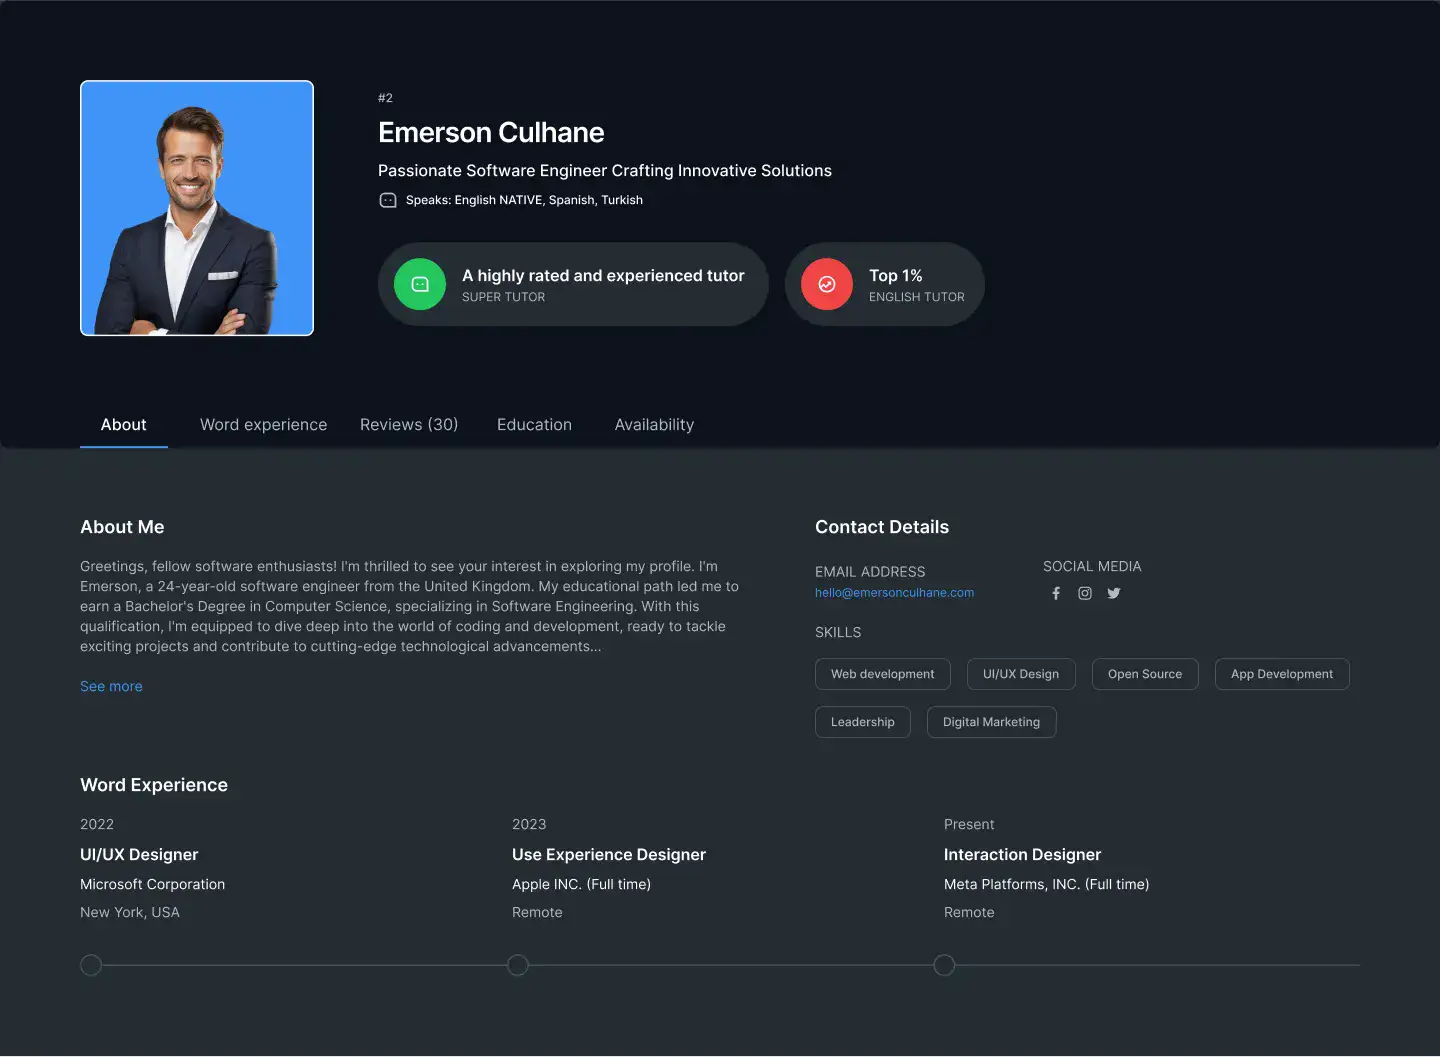 #2
Emerson Culhane
Passionate Software Engineer Crafting Innovative Solutions
Speaks: English NATIVE, Spanish, Turkish
A highly rated and experienced tutor
SUPER TUTOR
Top 1%
ENGLISH TUTOR
About
Word experience
Reviews (30)
Education
Availability
About Me
Greetings, fellow software enthusiasts! I'm thrilled to see your interest in exploring my profile. I'm
Emerson, a 24-year-old software engineer from the United Kingdom. My educational path led me to
earn a Bachelor's Degree in Computer Science, specializing in Software Engineering. With this
qualification, I'm equipped to dive deep into the world of coding and development, ready to tackle
exciting projects and contribute to cutting-edge technological advancements...
See more
Contact Details
EMAIL ADDRESS
hello@emersonculhane.com
SOCIAL MEDIA
SKILLS
Web development
UI/UX Design
Open Source
App Development
Leadership
Digital Marketing
Word Experience
2022
UI/UX Designer
Microsoft Corporation
New York, USA
2023
Use Experience Designer
Apple INC. (Full time)
Remote
Present
Interaction Designer
Meta Platforms, INC. (Full time)
Remote